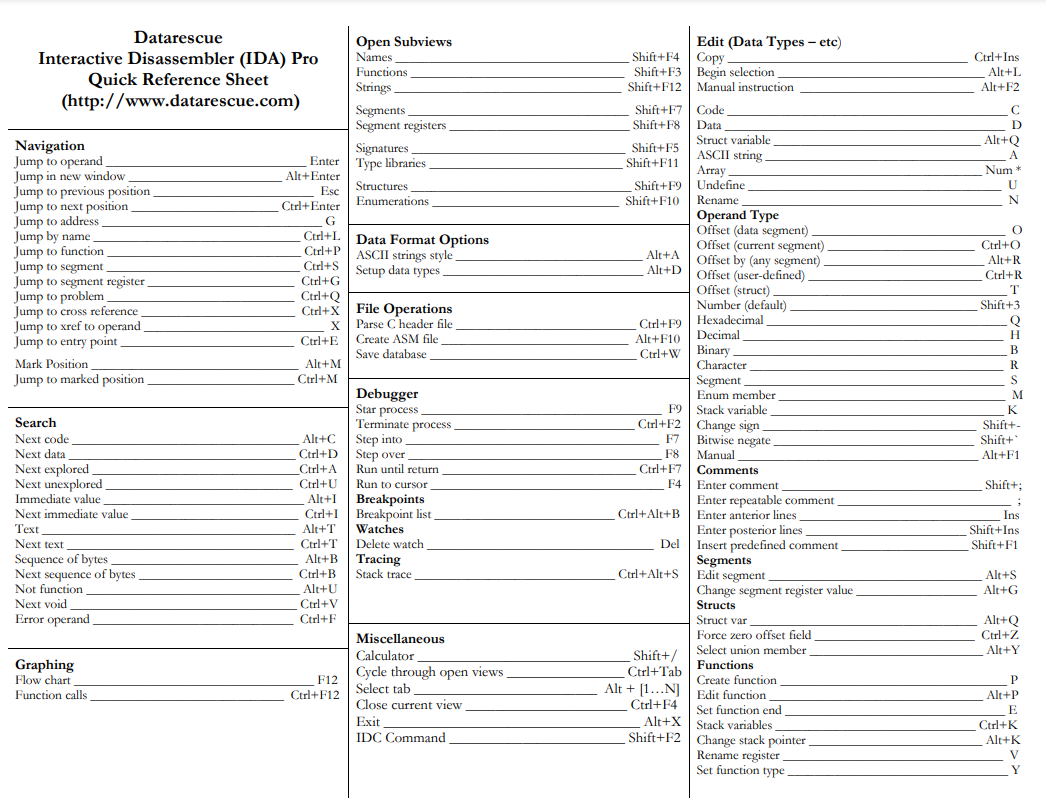 Datarescue
Interactive Disassembler (IDA) Pro
Quick Reference Sheet
(http://www.datarescue.com)
Navigation
Jump to operand Enter
Jump in new window Alt+Enter
Jump to previous position Esc
Jump to next position Ctrl+Enter
Jump to address G
Jump by name Ctrl+L
Jump to function Ctrl+P
Jump to segment Ctrl+S
Jump to segment register Ctrl+G
Jump to problem Ctrl+Q
Jump to cross reference Ctrl+X
Jump to xref to operand X
Jump to entry point Ctrl+E
Mark Position Alt+M
Jump to marked position Ctrl+M
Search
Next code Alt+C
Next data Ctrl+D
Next explored Ctrl+A
Next unexplored Ctrl+U
Immediate value Alt+I
Next immediate value Ctrl+I
Text Alt+T
Next text Ctrl+T
Sequence of bytes Alt+B
Next sequence of bytes Ctrl+B
Not function Alt+U
Next void Ctrl+V
Error operand Ctrl+F
Graphing
Flow chart F12
Function calls Ctrl+F12
Open Subviews
Names Shift+F4
Functions Shift+F3
Strings Shift+F12
Segments Shift+F7
Segment registers Shift+F8
Signatures Shift+F5
Type libraries Shift+F11
Structures Shift+F9
Enumerations Shift+F10
Data Format Options
ASCII strings style Alt+A
Setup data types Alt+D
File Operations
Parse C header file Ctrl+F9
Create ASM file Alt+F10
Save database Ctrl+W
Debugger
Star process F9
Terminate process Ctrl+F2
Step into F7
Step over F8
Run until return Ctrl+F7
Run to cursor F4
Breakpoints
Breakpoint list Ctrl+Alt+B
Watches
Delete watch Del
Tracing
Stack trace Ctrl+Alt+S
Miscellaneous
Calculator Shift+/
Cycle through open views Ctrl+Tab
Select tab Alt + [1…N]
Close current view Ctrl+F4
Exit Alt+X
IDC Command Shift+F2
Edit (Data Types – etc)
Copy Ctrl+Ins
Begin selection Alt+L
Manual instruction Alt+F2
Code C
Data D
Struct variable Alt+Q
ASCII string A
Array Num *
Undefine U
Rename N
Operand Type
Offset (data segment) O
Offset (current segment) Ctrl+O
Offset by (any segment) Alt+R
Offset (user-defined) Ctrl+R
Offset (struct) T
Number (default) Shift+3
Hexadecimal Q
Decimal H
Binary B
Character R
Segment S
Enum member M
Stack variable K
Change sign Shift+-
Bitwise negate Shift+`
Manual Alt+F1
Comments
Enter comment Shift+;
Enter repeatable comment ;
Enter anterior lines Ins
Enter posterior lines Shift+Ins
Insert predefined comment Shift+F1
Segments
Edit segment Alt+S
Change segment register value Alt+G
Structs
Struct var Alt+Q
Force zero offset field Ctrl+Z
Select union member Alt+Y
Functions
Create function P
Edit function Alt+P
Set function end E
Stack variables Ctrl+K
Change stack pointer Alt+K
Rename register V
Set function type Y